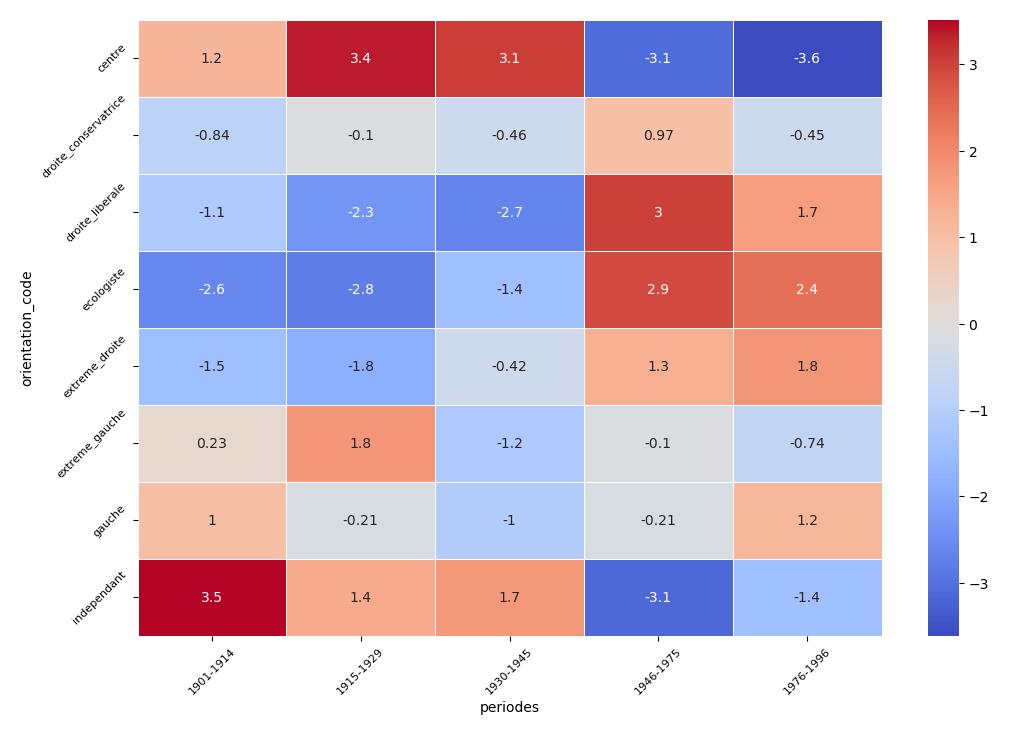 centre 1.2 3.4 3.1 -3.1 -3.6
droite_conservatrice -0.84 -0.1 -0.46 0.97 -0.45
droite_liberale -1.1 -2.3 -2.7 3 1.7
ecologiste -2.6 -2.8 -1.4 2.9 2.4
extreme_droite -1.5 -1.8 -0.42 1.3 1.8
extreme_gauche 0.23 1.8 -1.2 -0.1 -0.74
gauche 1 -0.21 -1 -0.21 1.2
independant 3.5 1.4 1.7 -3.1 -1.4
orientation_code
1901-1914 1915-1929 1930-1945 1946-1975 1976-1996
periodes
3
2
1
0
−1
−2
−3